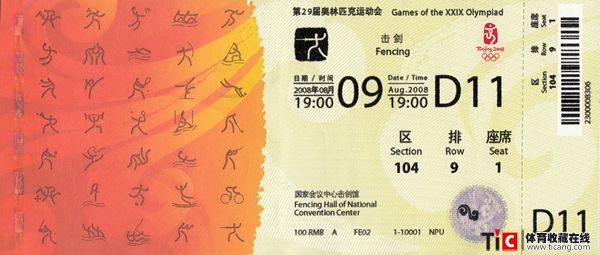 第29届奥林匹克运动会 Games of the XXIX Olympiad
击剑
Fencing
Beijing 2008
日期 / 时间
2008年08月
19:00
09
Date / Time
Aug.2008
19:00
D11
区 排 座席
Section Row Seat
104 9 1
国家会议中心击剑馆
Fencing Hall of National
Convention Center
100 RMB A FE02 1-10001 NPU
区 排 座席
Section Row Seat
104 9 1
2300008306
D11
TiC 体育收藏在线
www.ticang.com